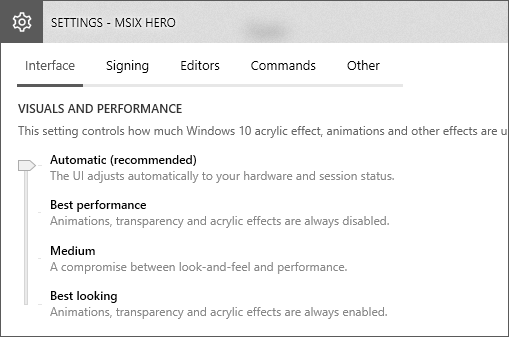 SETTINGS - MSIX HERO
Interface Signing Editors Commands Other
VISUALS AND PERFORMANCE
This setting controls how much Windows 10 acrylic effect, animations and other effects are u
Automatic (recommended)
The UI adjusts automatically to your hardware and session status.
Best performance
Animations, transparency and acrylic effects are always disabled.
Medium
A compromise between look-and-feel and performance.
Best looking
Animations, transparency and acrylic effects are always enabled.